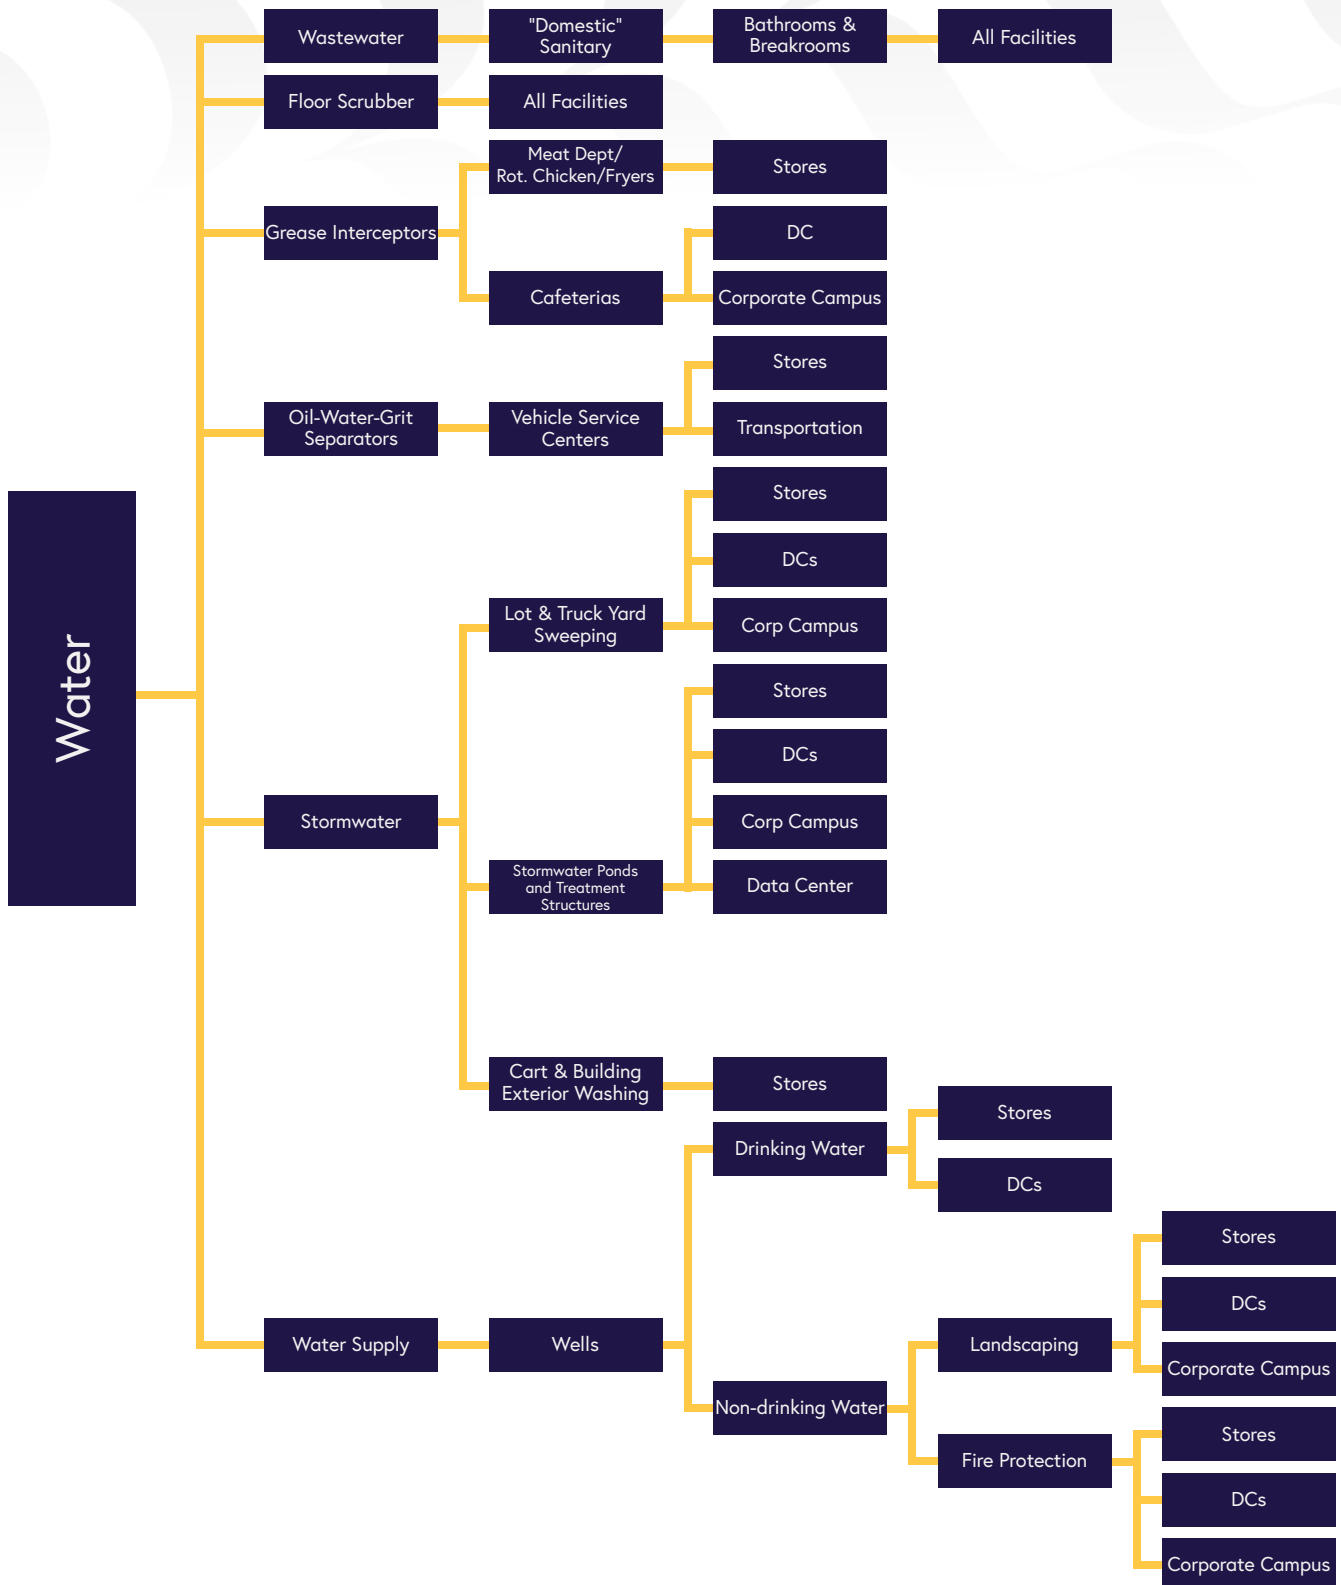 Water
Wastewater
"Domestic"
Sanitary
Bathrooms &
Breakrooms
All Facilities
Floor Scrubber
All Facilities
Grease Interceptors
Meat Dept/
Rot. Chicken/Fryers
Stores
Cafeterias
DC
Corporate Campus
Oil-Water-Grit
Separators
Vehicle Service
Centers
Stores
Transportation
Stormwater
Lot & Truck Yard
Sweeping
Stores
DCs
Corp Campus
Stormwater Ponds
and Treatment
Structures
Stores
DCs
Corp Campus
Data Center
Cart & Building
Exterior Washing
Stores
Water Supply
Wells
Drinking Water
Stores
DCs
Non-drinking Water
Landscaping
Stores
DCs
Corporate Campus
Fire Protection
Stores
DCs
Corporate Campus